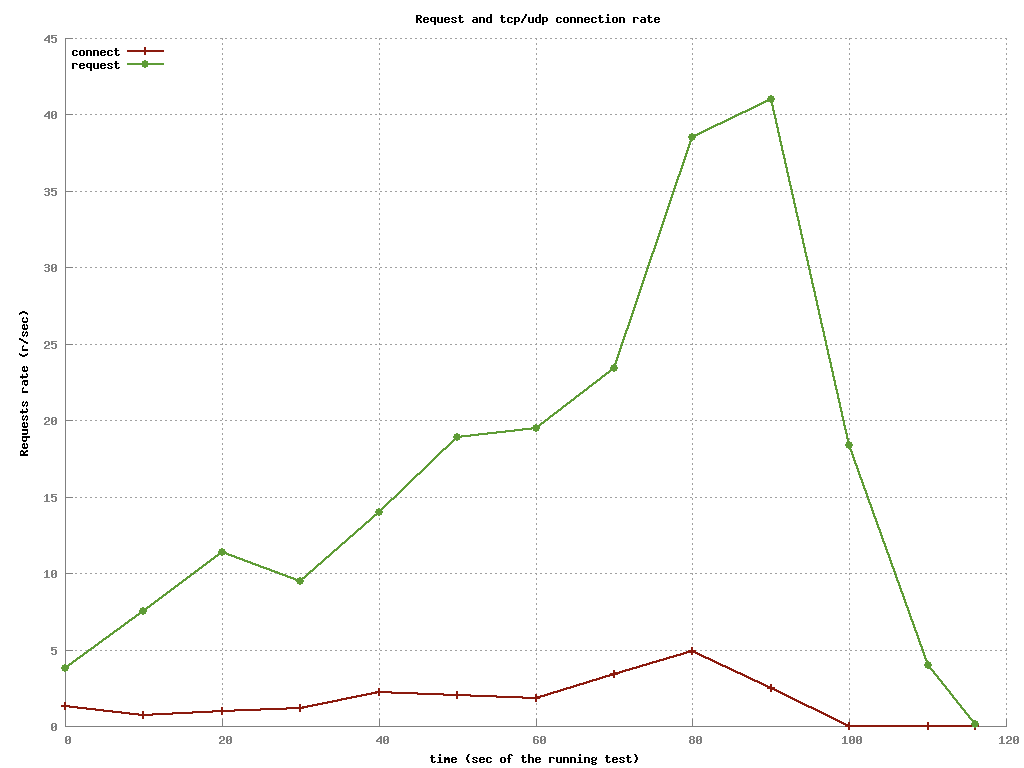 Request and tcp/udp connection rate
connect
request
45
40
35
30
25
20
15
10
5
0
Requests rate (r/sec)
0 20 40 60 80 100 120
time (sec of the running test)